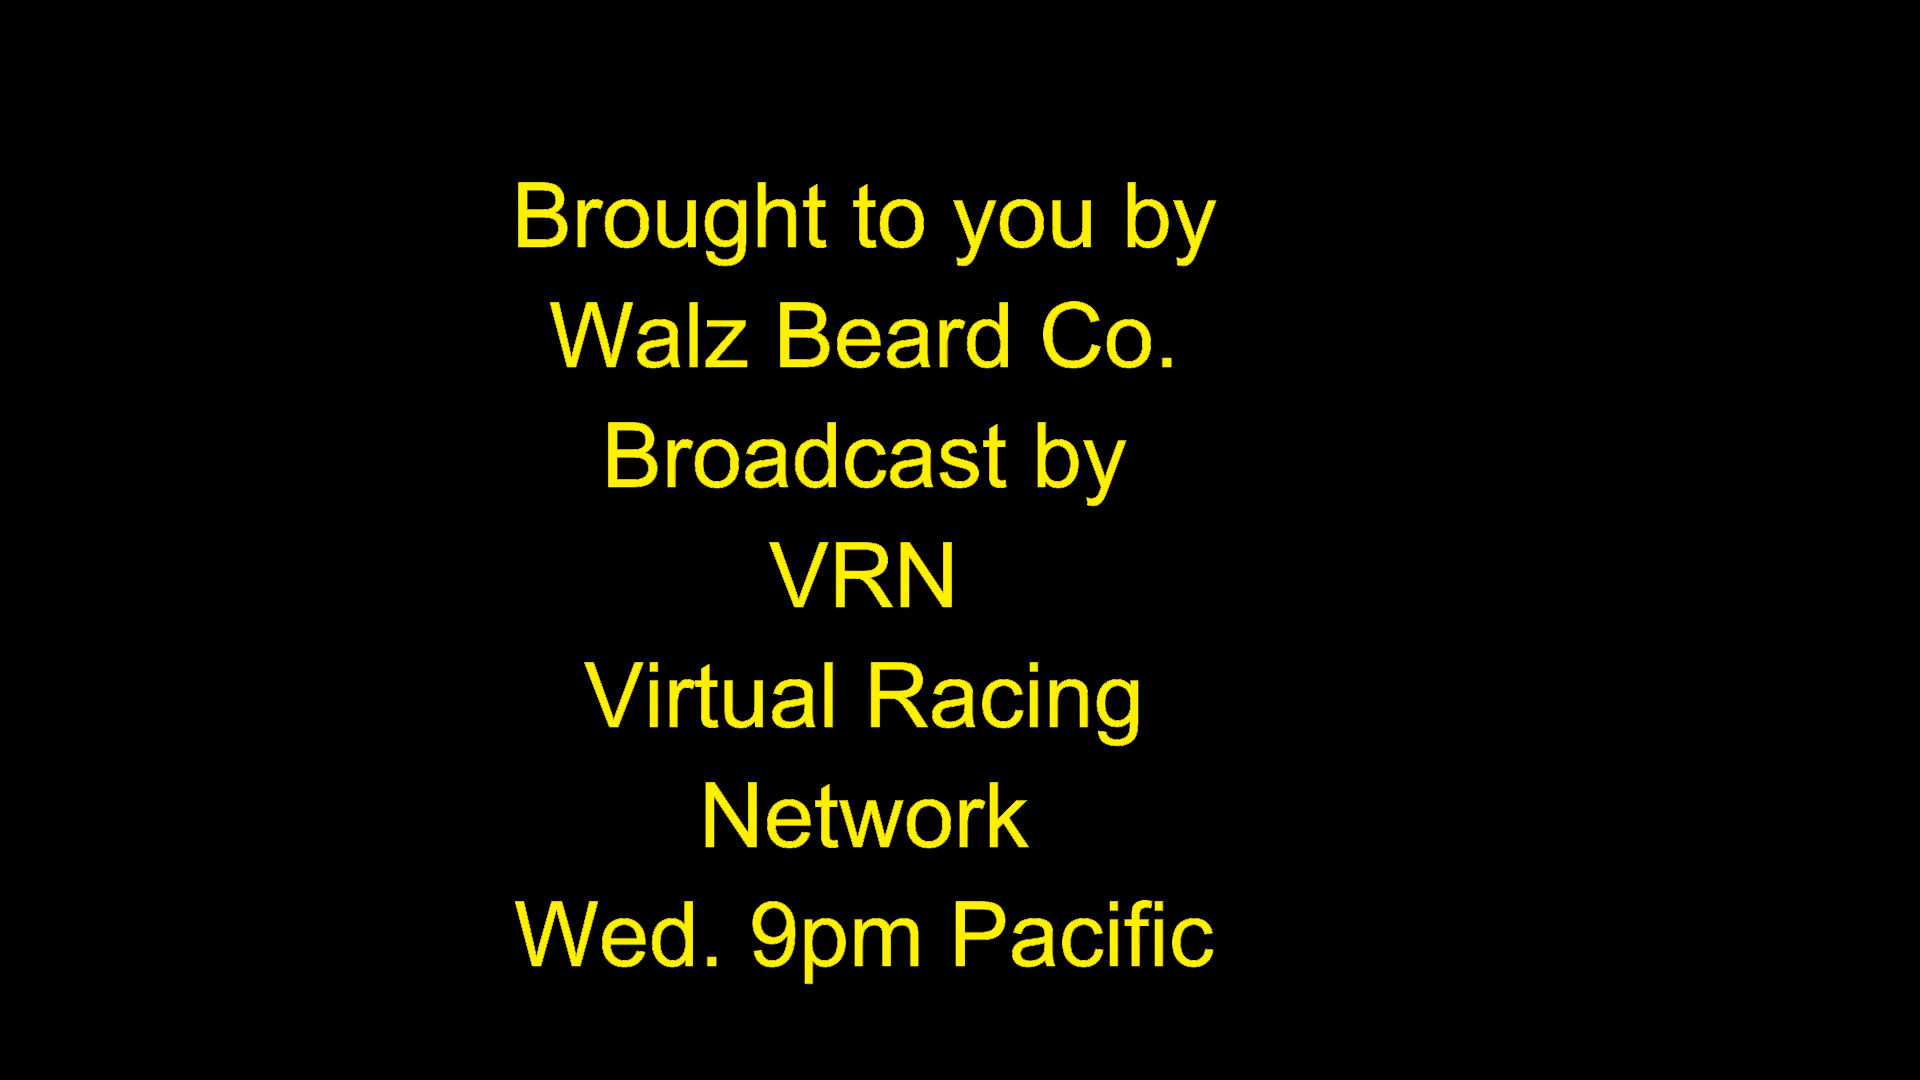 Brought to you by
Walz Beard Co.
Broadcast by
VRN
Virtual Racing
Network
Wed. 9pm Pacific